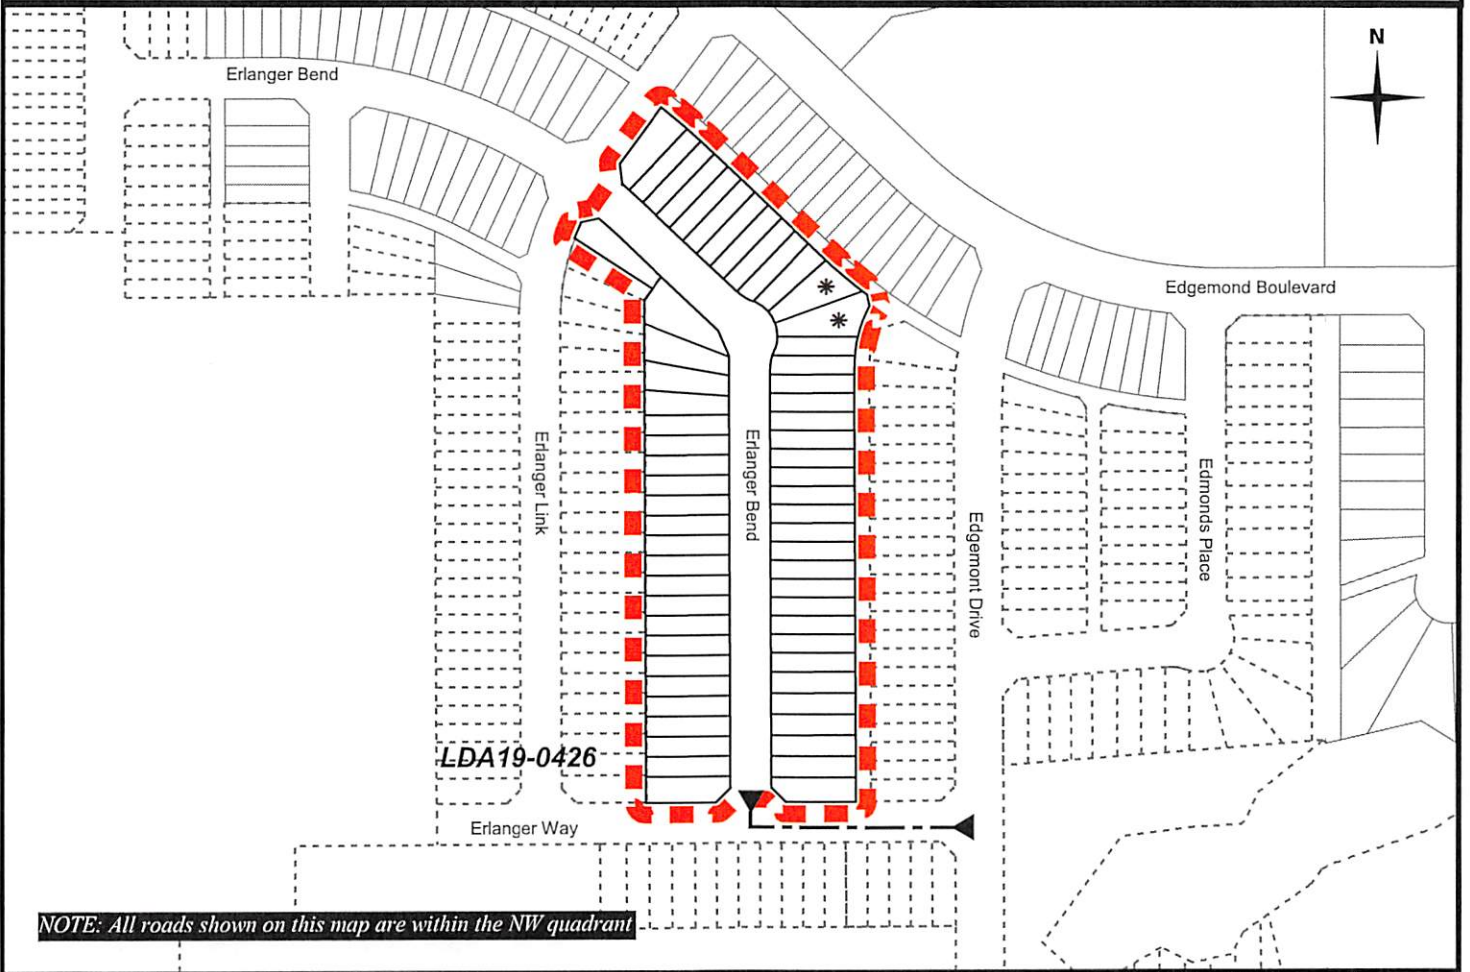 N
Erlanger Bend
Edgemond Boulevard
Erlanger Link
Erlanger Bend
Edgemont Drive
Edmonds Place
LDA19-0426
Erlanger Way
NOTE: All roads shown on this map are within the NW quadrant